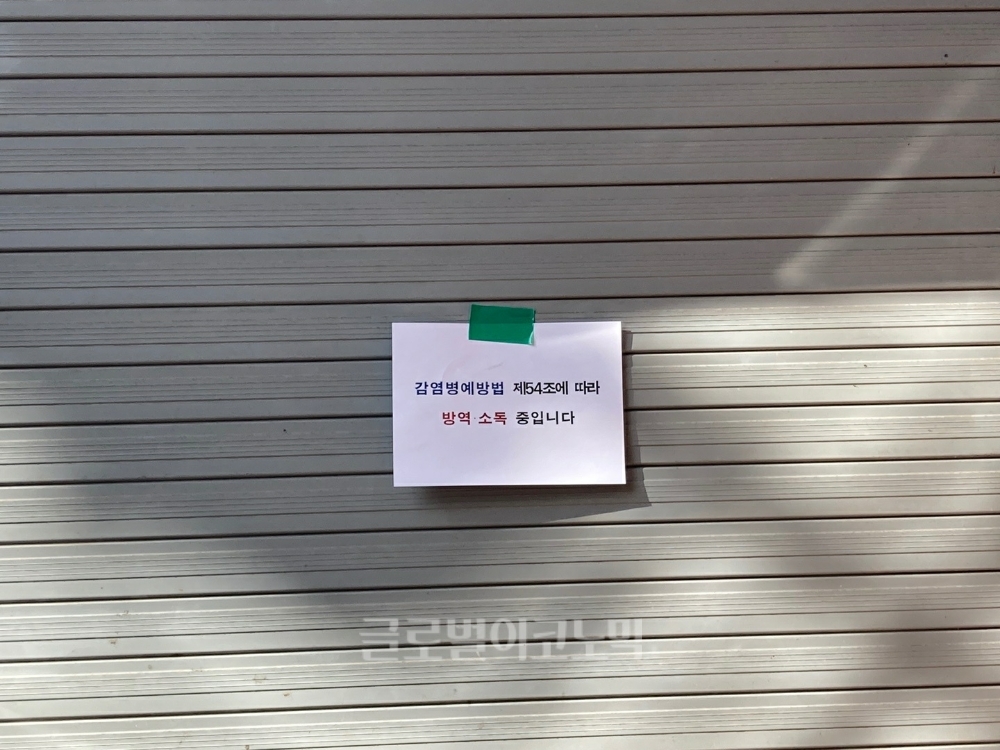 감염병예방법 제54조에 따라
방역 소독 중입니다
글로벌이코노믹